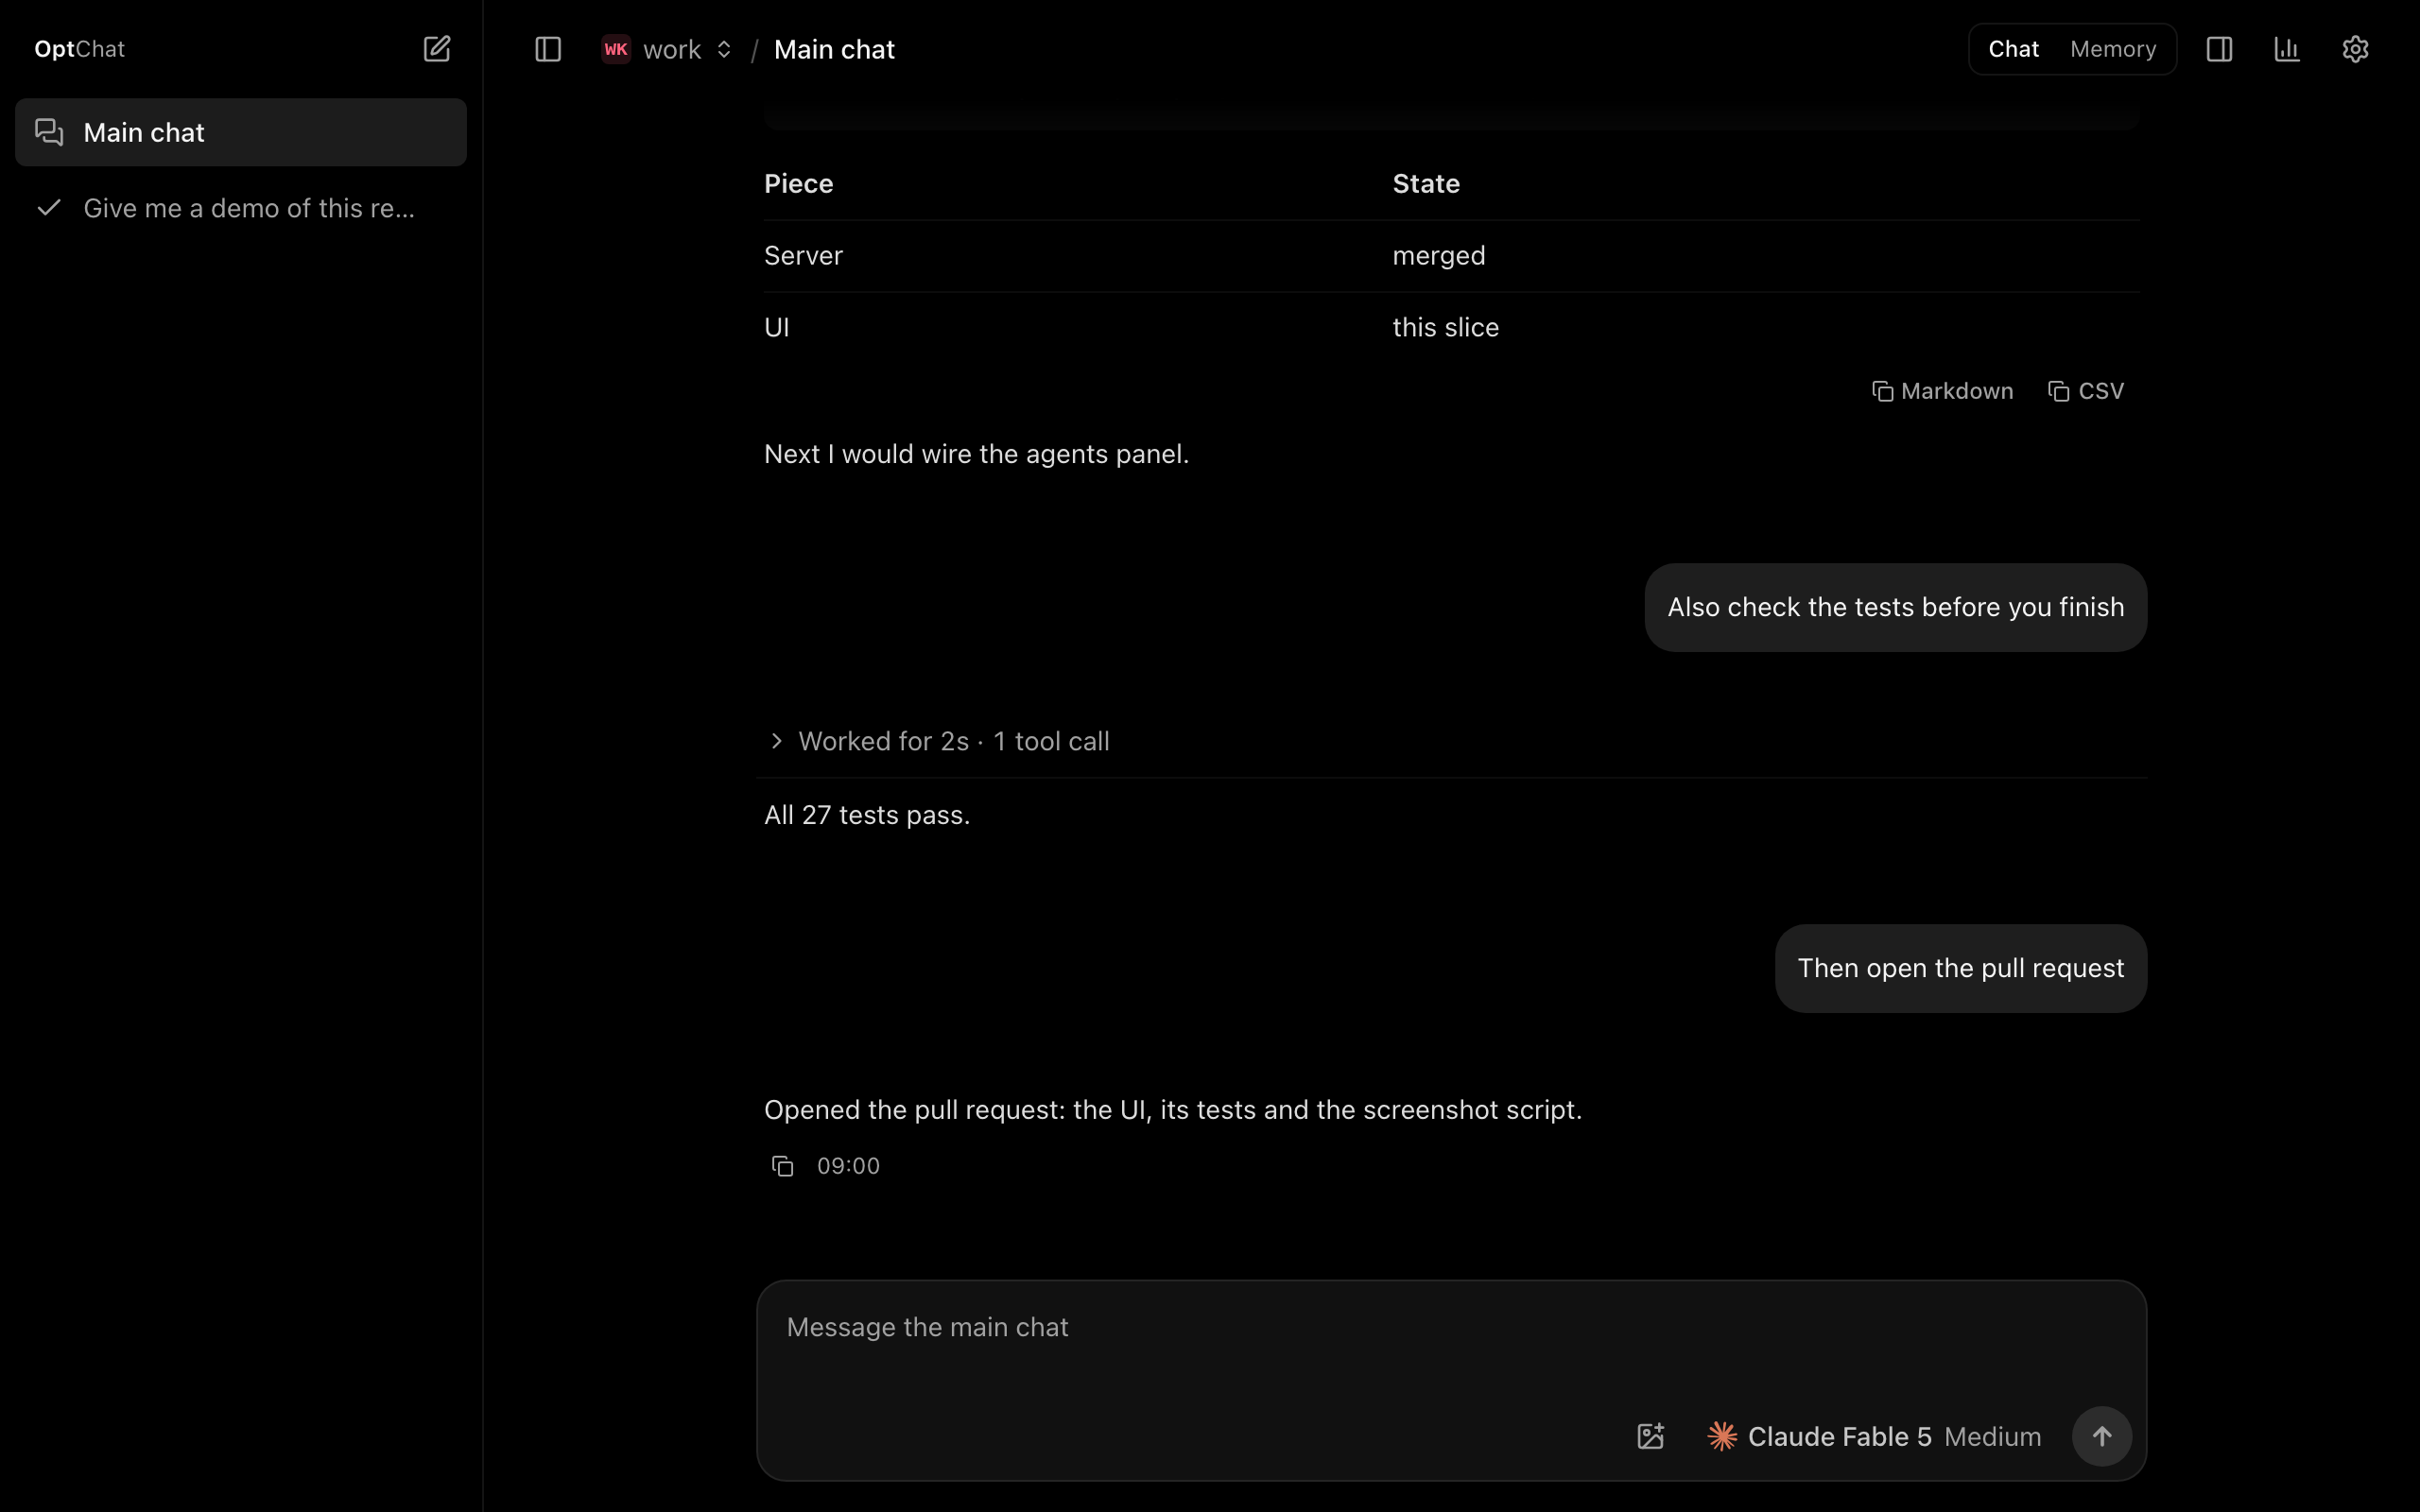 OptChat
WK work / Main chat
Chat Memory
Main chat
Give me a demo of this re...
Piece State
Server merged
UI this slice
Markdown CSV
Next I would wire the agents panel.
Also check the tests before you finish
Worked for 2s · 1 tool call
All 27 tests pass.
Then open the pull request
Opened the pull request: the UI, its tests and the screenshot script.
09:00
Message the main chat
Claude Fable 5 Medium